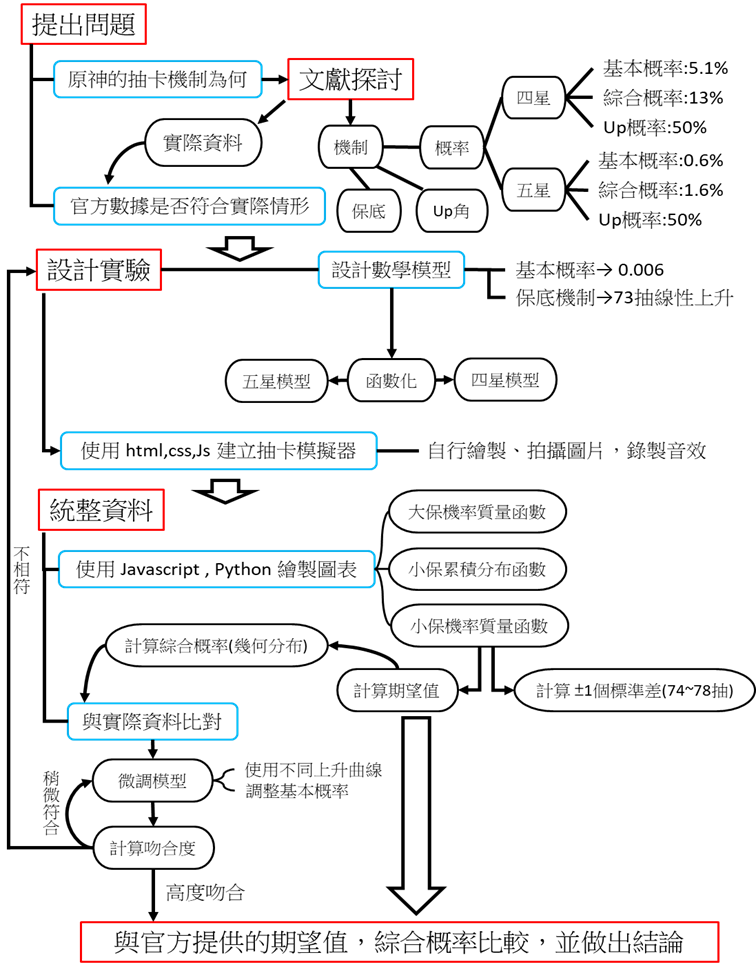 提出問題
原神的抽卡機制為何
文獻探討
實際資料
官方數據是否符合實際情形
機制
概率
保底
Up角
四星
基本概率:5.1%
綜合概率:13%
Up概率:50%
五星
基本概率:0.6%
綜合概率:1.6%
Up概率:50%
設計實驗
設計數學模型
基本概率→ 0.006
保底機制→73抽線性上升
五星模型
函數化
四星模型
使用 html,css,Js 建立抽卡模擬器
自行繪製、拍攝圖片，錄製音效
統整資料
不相符
使用 Javascript , Python 繪製圖表
大保機率質量函數
小保累積分布函數
小保機率質量函數
計算綜合概率(幾何分布)
計算期望值
計算 ±1個標準差(74~78抽)
與實際資料比對
微調模型
使用不同上升曲線
調整基本概率
稍微符合
計算吻合度
高度吻合
與官方提供的期望值，綜合概率比較，並做出結論